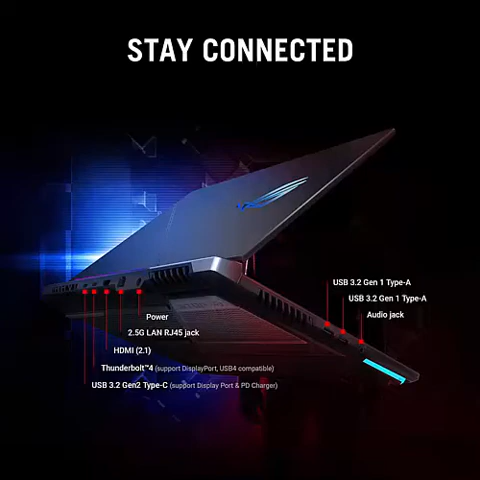 STAY CONNECTED
USB 3.2 Gen 1 Type-A
USB 3.2 Gen 1 Type-A
Audio jack
Power
2.5G LAN RJ45 jack
HDMI (2.1)
Thunderbolt™4 (support DisplayPort, USB4 compatible)
USB 3.2 Gen2 Type-C (support Display Port & PD Charger)